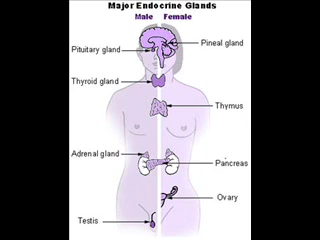 Major Endocrine Glands
Male Female
Pituitary gland
Pineal gland
Thyroid gland
Thymus
Adrenal gland
Pancreas
Ovary
Testis